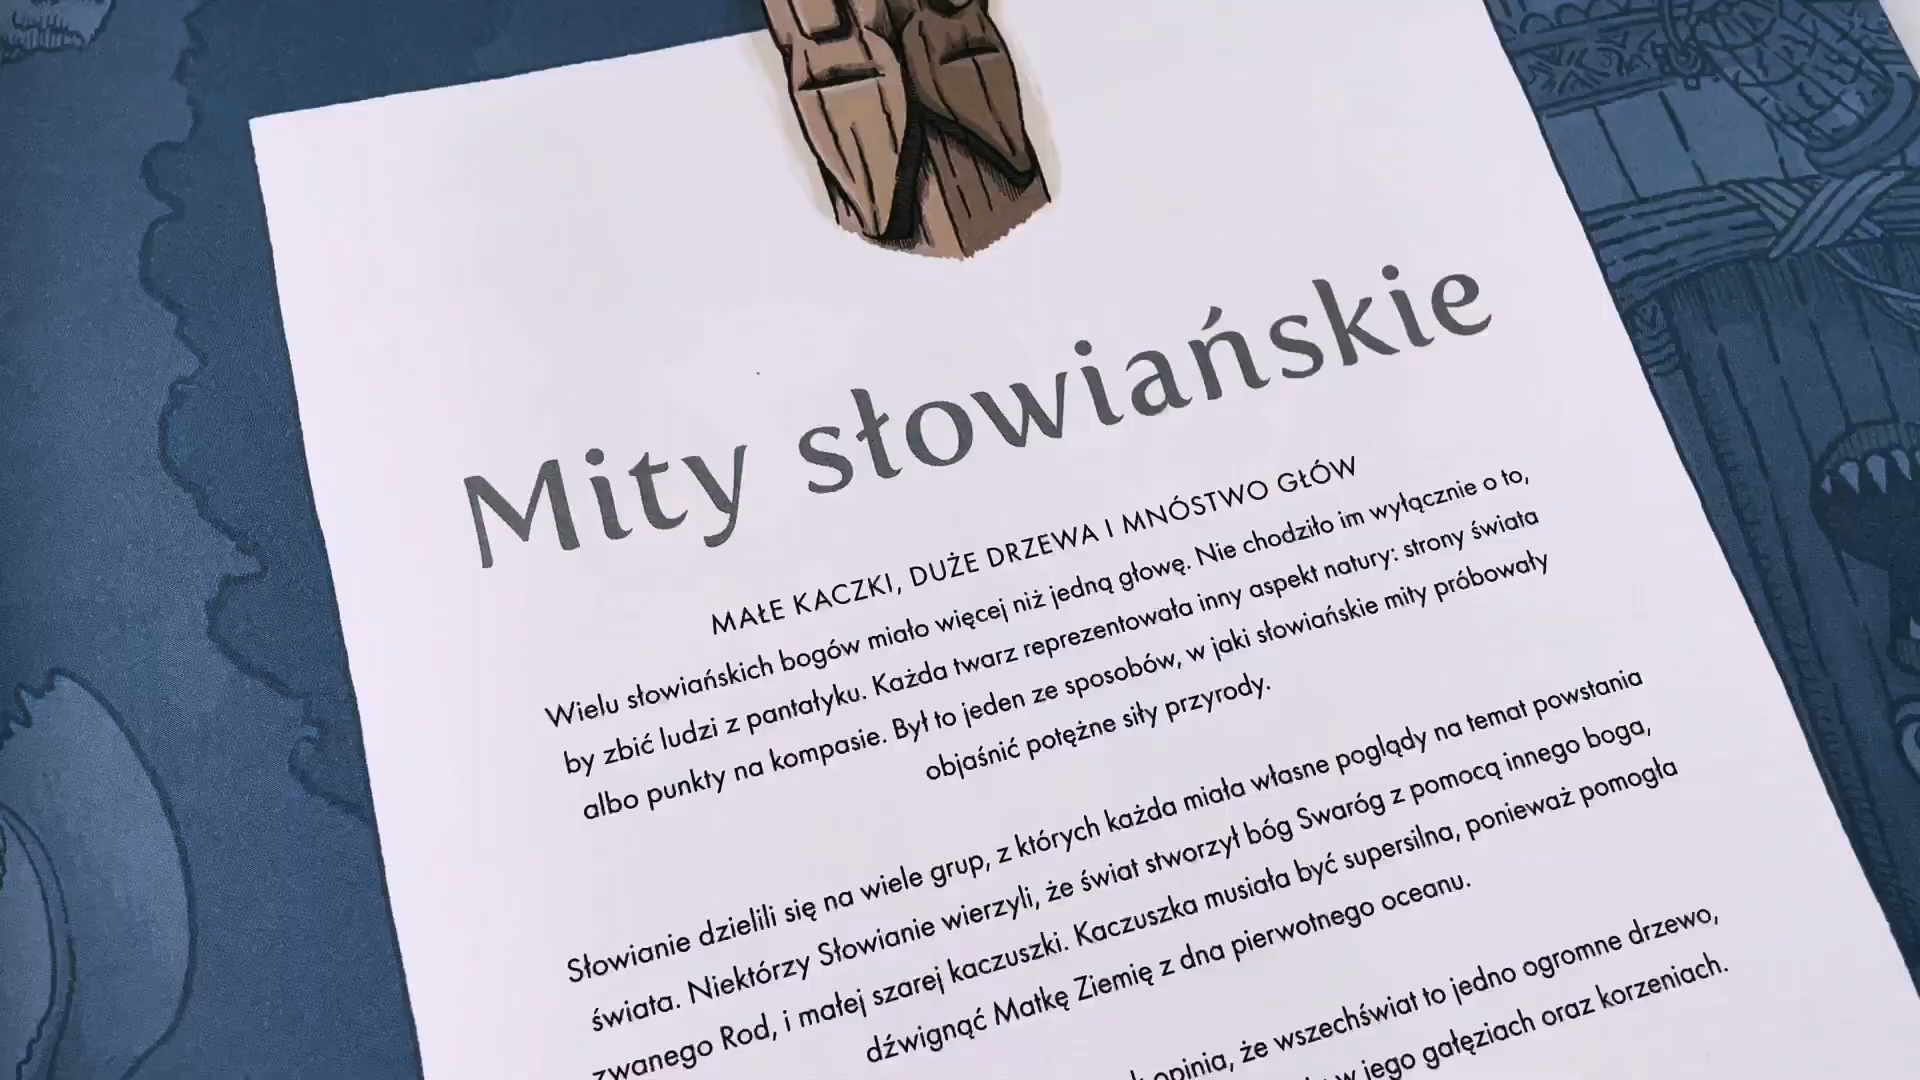 Mity słowiańskie
MAŁE KACZKI, DUŻE DRZEWA I MNÓSTWO GŁÓW
Wielu słowiańskich bogów miało więcej niż jedną głowę. Nie chodziło im wyłącznie o to,
by zbić ludzi z pantałyku. Każda twarz reprezentowała inny aspekt natury: strony świata
albo punkty na kompasie. Był to jeden ze sposobów, w jaki słowiańskie mity próbowały
objaśnić potężne siły przyrody.
Słowianie dzielili się na wiele grup, z których każda miała własne poglądy na temat powstania
świata. Niektórzy Słowianie wierzyli, że świat stworzył bóg Swaróg z pomocą innego boga,
zwanego Rod, i małej szarej kaczuszki. Kaczuszka musiała być supersilna, ponieważ pomogła
dźwignąć Matkę Ziemię z dna pierwotnego oceanu.
opinia, że wszechświat to jedno ogromne drzewo,
w jego gałęziach oraz korzeniach.